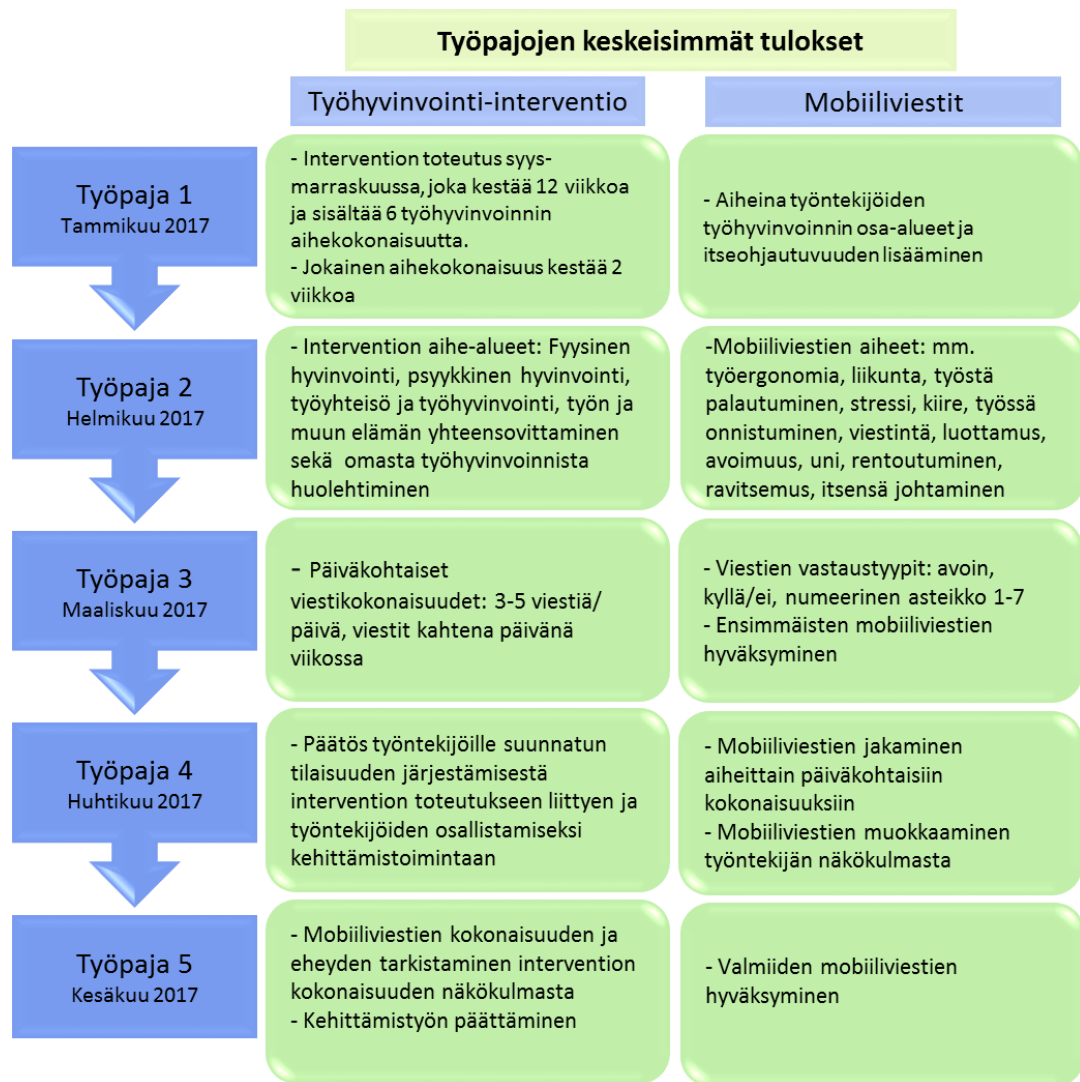 Työpajojen keskeisimmät tulokset
Työhyvinvointi-interventio
Mobiiliviestit
Työpaja 1
Tammikuu 2017
- Intervention toteutus syys-
marraskuussa, joka kestää 12 viikkoa
ja sisältää 6 työhyvinvoinnin
aihekokonaisuutta.
- Jokainen aihekokonaisuus kestää 2
viikkoa
- Aiheina työntekijöiden
työhyvinvoinnin osa-alueet ja
itseohjautuvuuden lisääminen
Työpaja 2
Helmikuu 2017
- Intervention aihe-alueet: Fyysinen
hyvinvointi, psyykkinen hyvinvointi,
työyhteisö ja työhyvinvointi, työn ja
muun elämän yhteensovittaminen
sekä omasta työhyvinvoinnista
huolehtiminen
-Mobiiliviestien aiheet: mm.
työergonomia, liikunta, työstä
palautuminen, stressi, kiire, työssä
onnistuminen, viestintä, luottamus,
avoimuus, uni, rentoutuminen,
ravitsemus, itsensä johtaminen
Työpaja 3
Maaliskuu 2017
- Päiväkohtaiset
viestikokonaisuudet: 3-5 viestiä/
päivä, viestit kahtena päivänä
viikossa
- Viestien vastaustyypit: avoin,
kyllä/ei, numeerinen asteikko 1-7
- Ensimmäisten mobiiliviestien
hyväksyminen
Työpaja 4
Huhtikuu 2017
- Päätös työntekijöille suunnatun
tilaisuuden järjestämisestä
intervention toteutukseen liittyen ja
työntekijöiden osallistamiseksi
kehittämistoimintaan
- Mobiiliviestien jakaminen
aiheittain päiväkohtaisiin
kokonaisuuksiin
- Mobiiliviestien muokkaaminen
työntekijän näkökulmasta
Työpaja 5
Kesäkuu 2017
- Mobiiliviestien kokonaisuuden ja
eheyden tarkistaminen intervention
kokonaisuuden näkökulmasta
- Kehittämistyön päättäminen
- Valmiiden mobiiliviestien
hyväksyminen